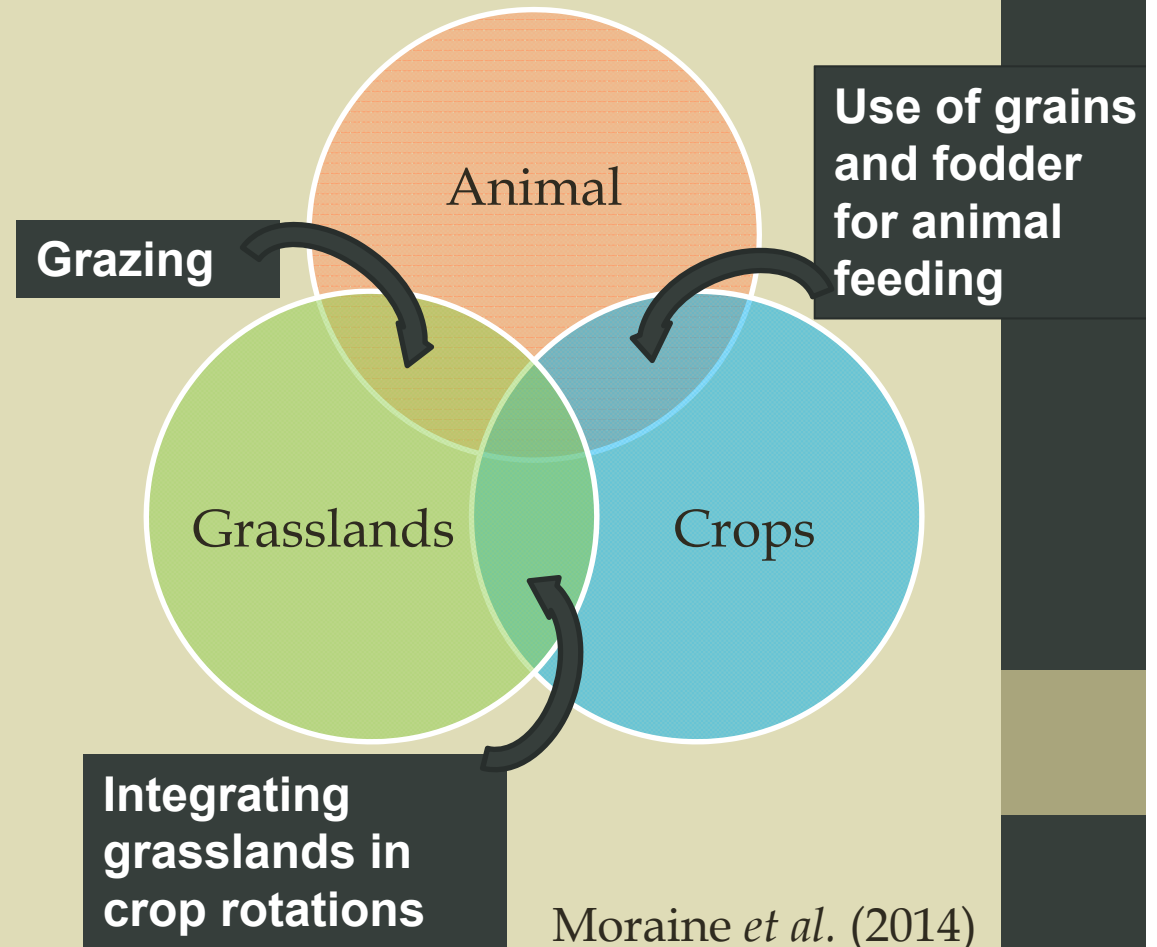 Animal
Use of grains
and fodder
for animal
feeding
Grazing
Grasslands
Crops
Integrating
grasslands in
crop rotations
Moraine et al. (2014)